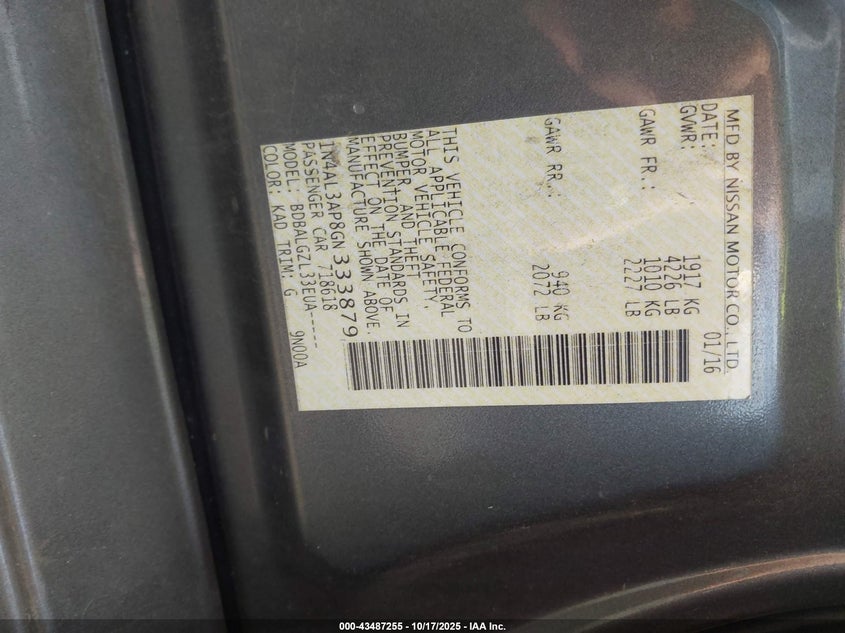 MFD BY NISSAN MOTOR CO., LTD.
DATE: 01/16
GVWR: 1917 KG
4226 LB
GAWR FR.: 1010 KG
2227 LB
GAWR RR.: 940 KG
2072 LB
THIS VEHICLE CONFORMS TO
ALL APPLICABLE FEDERAL
MOTOR VEHICLE SAFETY,
BUMPER, AND THEFT
PREVENTION STANDARDS IN
EFFECT ON THE DATE OF
MANUFACTURE SHOWN ABOVE.
1N4AL3AP8GN333879
PASSENGER CAR 718618
MODEL: BDBALGZL33EUA-----
COLOR: KAD TRIM: G 9N00A
000-43487255 - 10/17/2025 - IAA Inc.